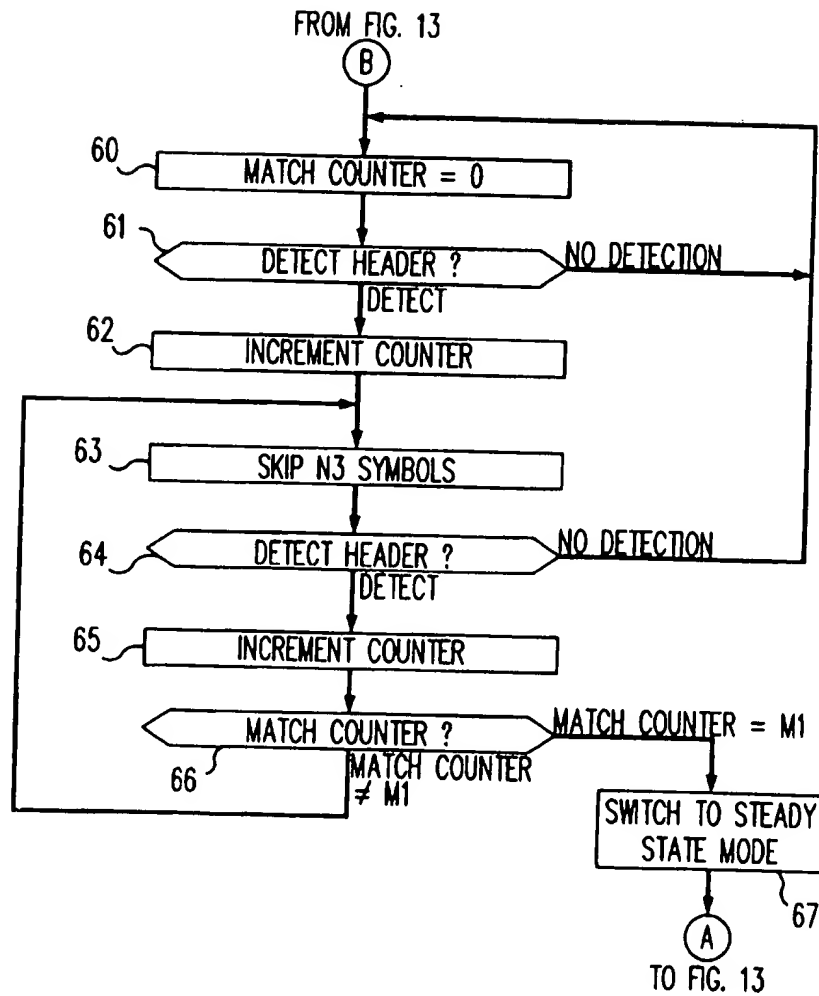 FROM FIG. 13
B
60
MATCH COUNTER = 0
61
DETECT HEADER ?
NO DETECTION
DETECT
62
INCREMENT COUNTER
63
SKIP N3 SYMBOLS
64
DETECT HEADER ?
NO DETECTION
DETECT
65
INCREMENT COUNTER
66
MATCH COUNTER ?
MATCH COUNTER = M1
MATCH COUNTER
≠ M1
SWITCH TO STEADY
STATE MODE
67
A
TO FIG. 13